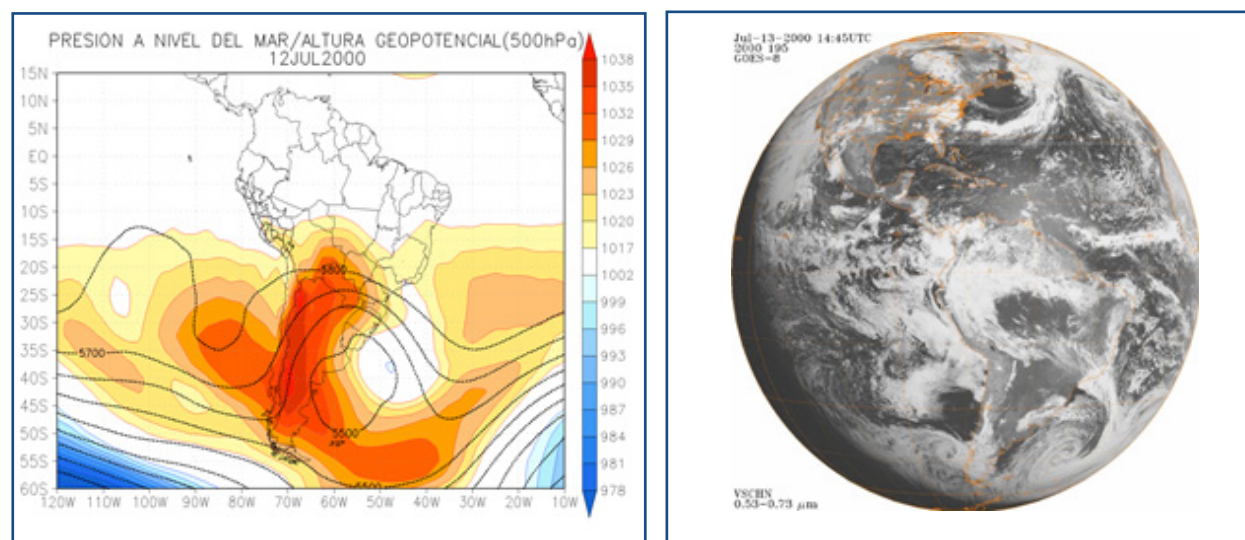 PRESION A NIVEL DEL MAR/ALTURA GEOPOTENCIAL(500hPa)
12JUL2000
15N
10N
5N
EQ
5S
10S
15S
20S
25S
30S
35S
40S
45S
50S
55S
60S
120W 110W 100W 90W 80W 70W 60W 50W 40W 30W 20W 10W
5800
5700
5500
5500
1038
1035
1032
1029
1026
1023
1020
1017
1002
999
996
993
990
987
984
981
978
Jul-13-2000 14:45UTC
2000 195
GOES-8
VSCHN
0.53-0.73 μm